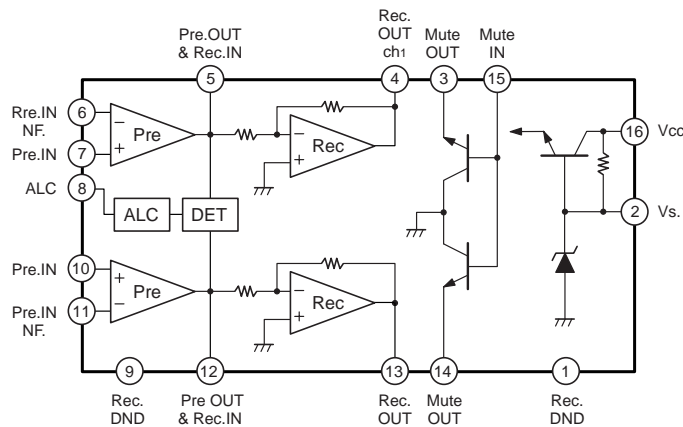 Pre.OUT
& Rec.IN
Rec.
OUT
ch1
Mute
OUT
Mute
IN
5
4
3
15
6
Rre.IN
NF.
−
Pre
+
7
Pre.IN
−
Rec
+
16
Vcc
8
ALC
ALC
DET
2
Vs.
10
Pre.IN
+
Pre
−
11
Pre.IN
NF.
−
Rec
+
9
12
13
14
1
Rec.
DND
Pre OUT
& Rec.IN
Rec.
OUT
Mute
OUT
Rec.
DND